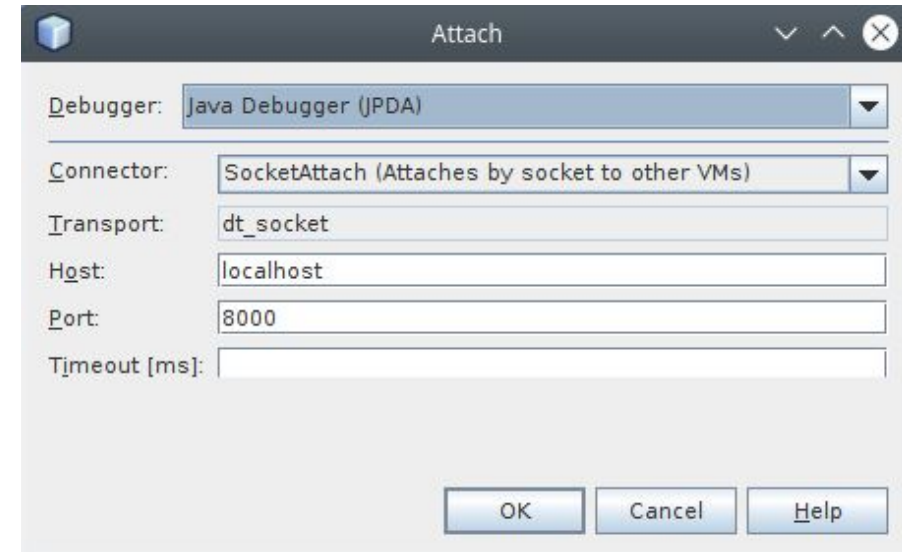 Attach
Debugger: Java Debugger (JPDA)
Connector: SocketAttach (Attaches by socket to other VMs)
Transport: dt_socket
Host: localhost
Port: 8000
Timeout [ms]:
OK Cancel Help